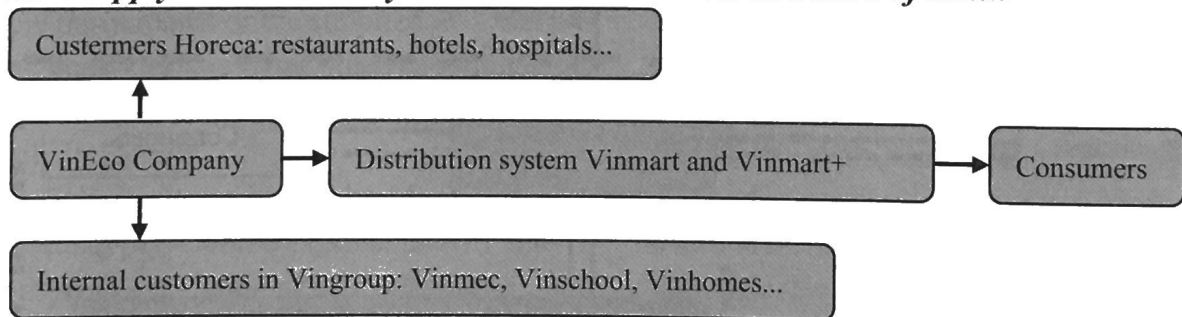 Custermers Horeca: restaurants, hotels, hospitals...
VinEco Company
Distribution system Vinmart and Vinmart+
Consumers
Internal customers in Vingroup: Vinmec, Vinschool, Vinhomes...